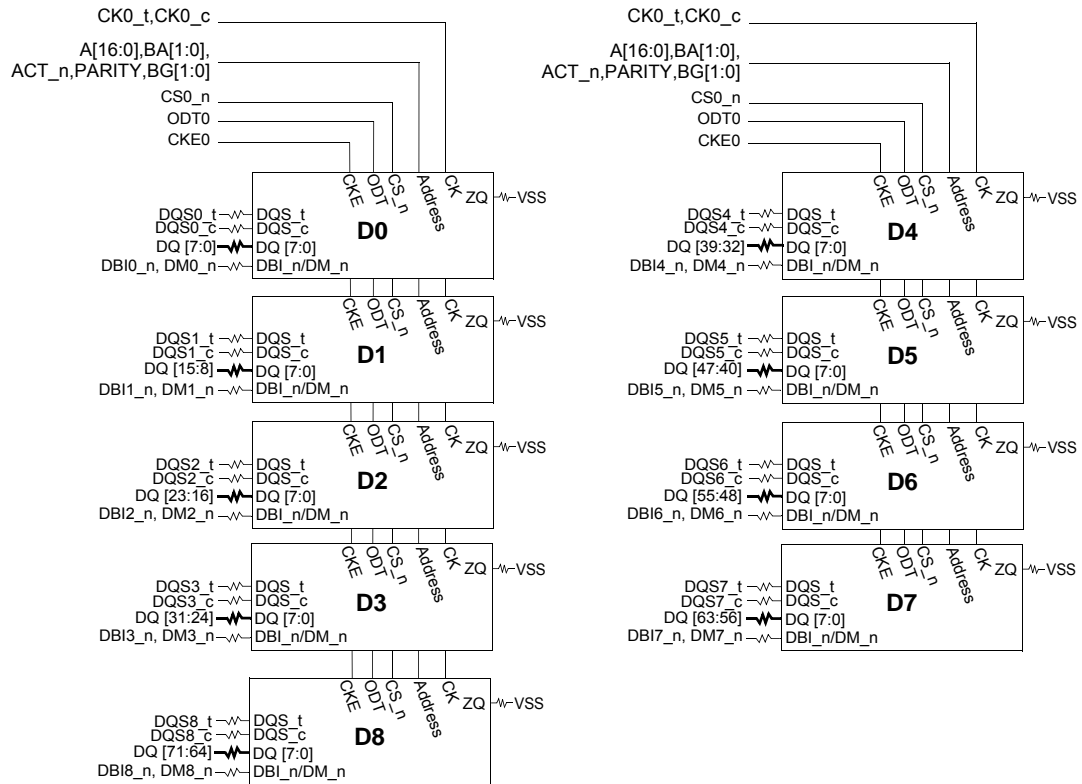 CK0_t,CK0_c
A[16:0],BA[1:0],
ACT_n,PARITY,BG[1:0]
CS0_n
ODT0
CKE0
CKE
ODT
CS_n
Address
CK
ZQ
VSS
DQS0_t
DQS_t
DQS0_c
DQS_c
D0
DQ [7:0]
DQ [7:0]
DBI0_n, DM0_n
DBI_n/DM_n
CKE
ODT
CS_n
Address
CK
ZQ
VSS
DQS1_t
DQS_t
DQS1_c
DQS_c
D1
DQ [15:8]
DQ [7:0]
DBI1_n, DM1_n
DBI_n/DM_n
CKE
ODT
CS_n
Address
CK
ZQ
VSS
DQS2_t
DQS_t
DQS2_c
DQS_c
D2
DQ [23:16]
DQ [7:0]
DBI2_n, DM2_n
DBI_n/DM_n
CKE
ODT
CS_n
Address
CK
ZQ
VSS
DQS3_t
DQS_t
DQS3_c
DQS_c
D3
DQ [31:24]
DQ [7:0]
DBI3_n, DM3_n
DBI_n/DM_n
CKE
ODT
CS_n
Address
CK
ZQ
VSS
DQS8_t
DQS_t
DQS8_c
DQS_c
D8
DQ [71:64]
DQ [7:0]
DBI8_n, DM8_n
DBI_n/DM_n
CK0_t,CK0_c
A[16:0],BA[1:0],
ACT_n,PARITY,BG[1:0]
CS0_n
ODT0
CKE0
CKE
ODT
CS_n
Address
CK
ZQ
VSS
DQS4_t
DQS_t
DQS4_c
DQS_c
D4
DQ [39:32]
DQ [7:0]
DBI4_n, DM4_n
DBI_n/DM_n
CKE
ODT
CS_n
Address
CK
ZQ
VSS
DQS5_t
DQS_t
DQS5_c
DQS_c
D5
DQ [47:40]
DQ [7:0]
DBI5_n, DM5_n
DBI_n/DM_n
CKE
ODT
CS_n
Address
CK
ZQ
VSS
DQS6_t
DQS_t
DQS6_c
DQS_c
D6
DQ [55:48]
DQ [7:0]
DBI6_n, DM6_n
DBI_n/DM_n
CKE
ODT
CS_n
Address
CK
ZQ
VSS
DQS7_t
DQS_t
DQS7_c
DQS_c
D7
DQ [63:56]
DQ [7:0]
DBI7_n, DM7_n
DBI_n/DM_n